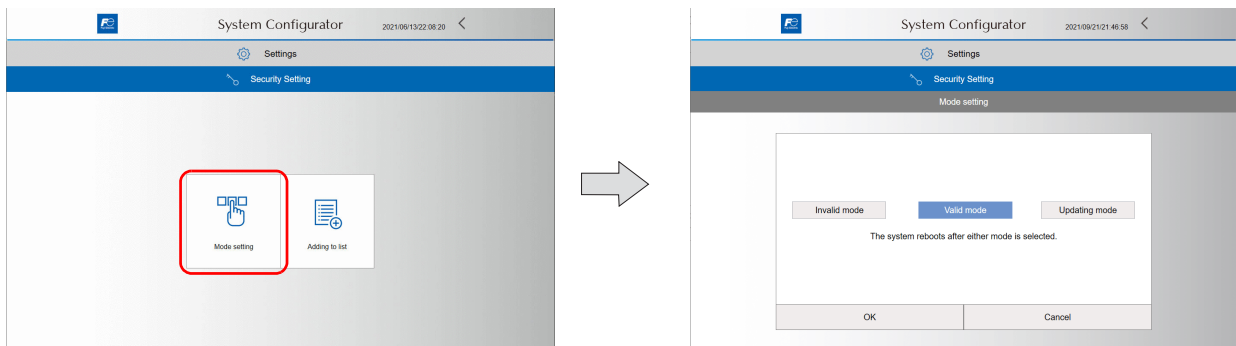 System Configurator 2021/06/13/22:08:20
Settings
Security Setting
Mode setting
Adding to list
System Configurator 2021/09/21/21:46:58
Settings
Security Setting
Mode setting
Invalid mode
Valid mode
Updating mode
The system reboots after either mode is selected.
OK
Cancel